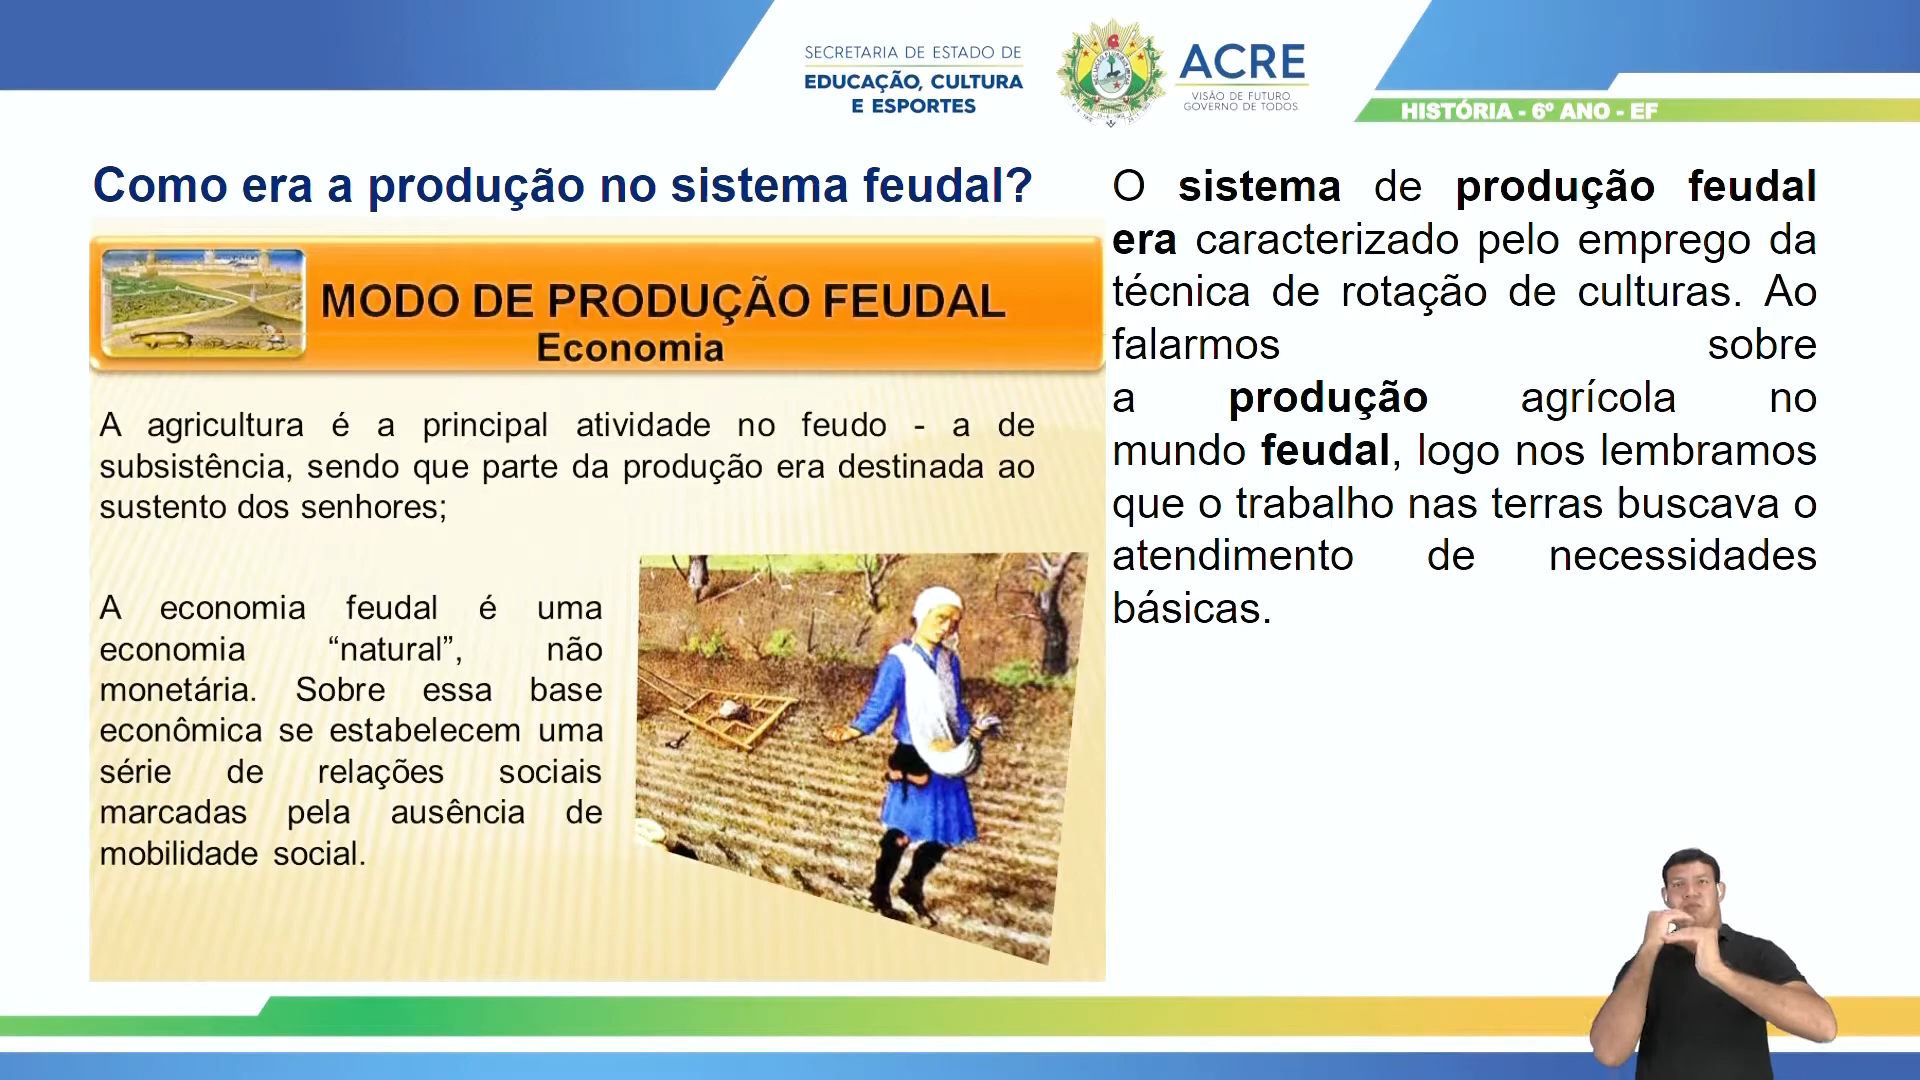 SECRETARIA DE ESTADO DE
EDUCAÇÃO, CULTURA
E ESPORTES
ACRE
VISÃO DE FUTURO
GOVERNO DE TODOS
HISTÓRIA - 6º ANO - EF
Como era a produção no sistema feudal?
MODO DE PRODUÇÃO FEUDAL
Economia
A agricultura é a principal atividade no feudo - a de
subsistência, sendo que parte da produção era destinada ao
sustento dos senhores;
A economia feudal é uma
economia “natural”, não
monetária. Sobre essa base
econômica se estabelecem uma
série de relações sociais
marcadas pela ausência de
mobilidade social.
O sistema de produção feudal
era caracterizado pelo emprego da
técnica de rotação de culturas. Ao
falarmos sobre
a produção agrícola no
mundo feudal, logo nos lembramos
que o trabalho nas terras buscava o
atendimento de necessidades
básicas.